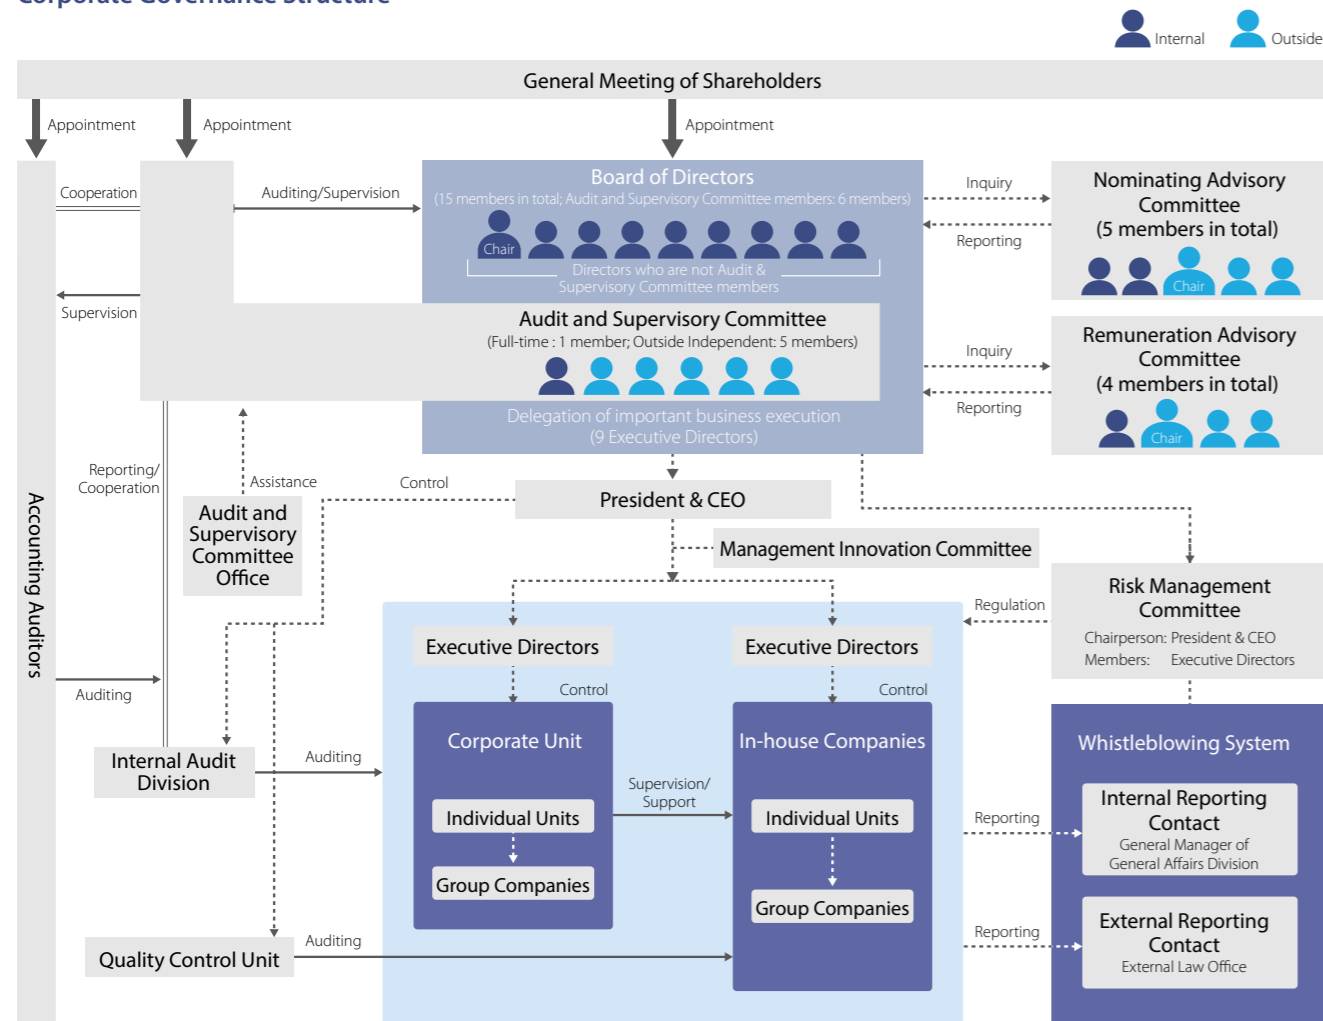 Corporate Governance Structure
Internal
Outside
General Meeting of Shareholders
Appointment
Appointment
Appointment
Cooperation
Auditing/Supervision
Supervision
Board of Directors
(15 members in total; Audit and Supervisory Committee members: 6 members)
Chair
Directors who are not Audit &
Supervisory Committee members
Audit and Supervisory Committee
(Full-time : 1 member; Outside Independent: 5 members)
Delegation of important business execution
(9 Executive Directors)
Inquiry
Reporting
Nominating Advisory
Committee
(5 members in total)
Chair
Inquiry
Reporting
Remuneration Advisory
Committee
(4 members in total)
Chair
Accounting Auditors
Reporting/
Cooperation
Assistance
Audit and
Supervisory
Committee
Office
Control
President & CEO
Management Innovation Committee
Risk Management
Committee
Chairperson: President & CEO
Members: Executive Directors
Regulation
Executive Directors
Executive Directors
Control
Control
Auditing
Internal Audit
Division
Auditing
Corporate Unit
Individual Units
Group Companies
Supervision/
Support
In-house Companies
Individual Units
Group Companies
Quality Control Unit
Auditing
Whistleblowing System
Reporting
Internal Reporting
Contact
General Manager of
General Affairs Division
Reporting
External Reporting
Contact
External Law Office